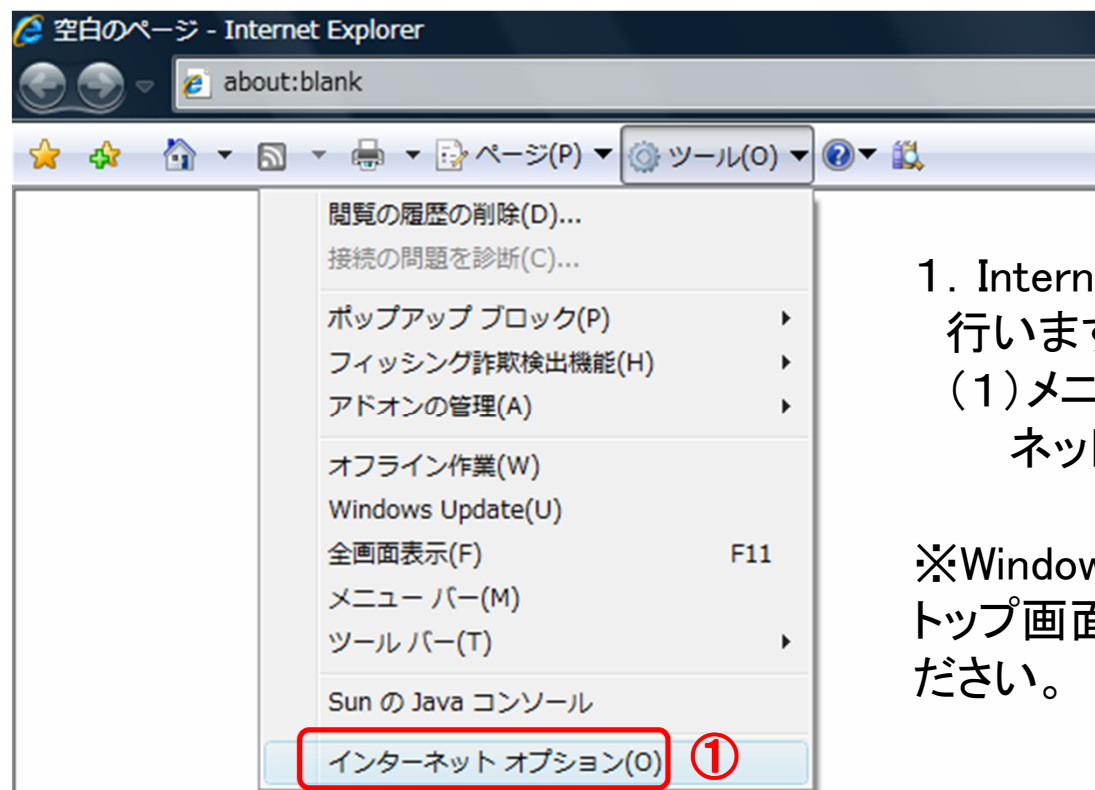 空白のページ - Internet Explorer
about:blank
ページ(P) ツール(O)
閲覧の履歴の削除(D)...
接続の問題を診断(C)...
ポップアップ ブロック(P)
フィッシング詐欺検出機能(H)
アドオンの管理(A)
オフライン作業(W)
Windows Update(U)
全画面表示(F) F11
メニュー バー(M)
ツール バー(T)
Sun の Java コンソール
インターネット オプション(O) ①
1. Intern
行います
(1)メニ
ネット
※Window
トップ画面
ださい。